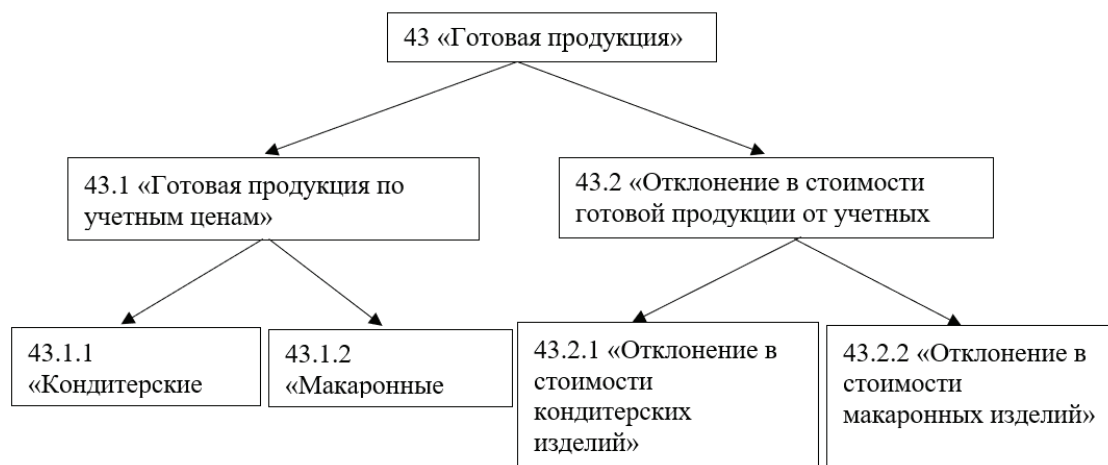 43 «Готовая продукция»
43.1 «Готовая продукция по
учетным ценам»
43.2 «Отклонение в стоимости
готовой продукции от учетных
43.1.1
«Кондитерские
43.1.2
«Макаронные
43.2.1 «Отклонение в
стоимости
кондитерских
изделий»
43.2.2 «Отклонение в
стоимости
макаронных изделий»